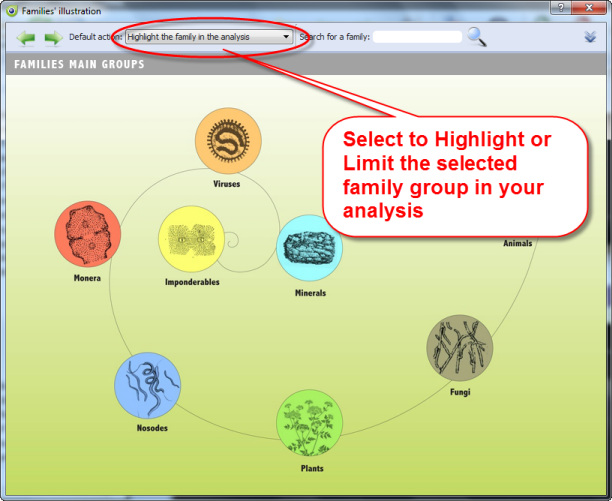 Families' illustration
Default action: Highlight the family in the analysis Search for a family:
FAMILIES MAIN GROUPS
Select to Highlight or
Limit the selected
family group in your
analysis
Viruses
Animals
Monera
Imponderables
Minerals
Fungi
Nosodes
Plants